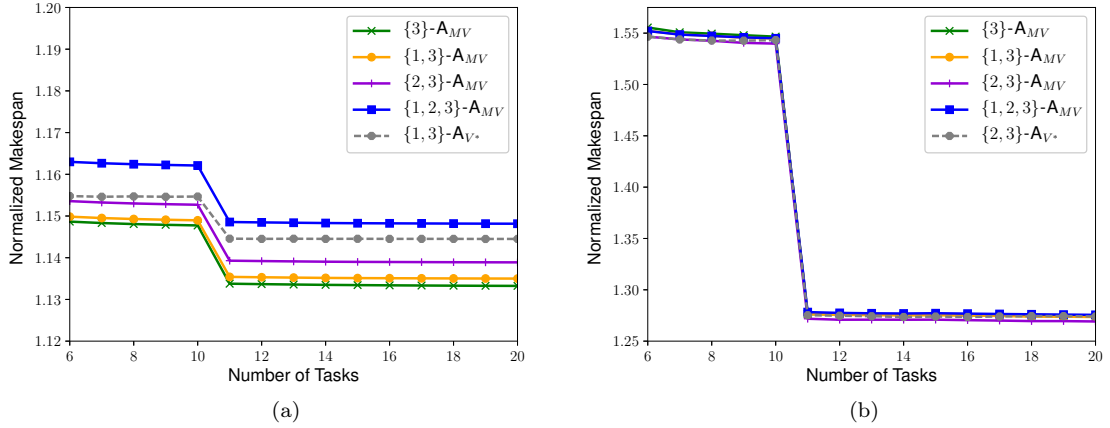 1.20
1.19
1.18
1.17
1.16
1.15
1.14
1.13
1.12
Normalized Makespan
6
8
10
12
14
16
18
20
Number of Tasks
{3}-A_{MV}
{1, 3}-A_{MV}
{2, 3}-A_{MV}
{1, 2, 3}-A_{MV}
{1, 3}-A_{V*}
(a)
1.55
1.50
1.45
1.40
1.35
1.30
1.25
Normalized Makespan
6
8
10
12
14
16
18
20
Number of Tasks
{3}-A_{MV}
{1, 3}-A_{MV}
{2, 3}-A_{MV}
{1, 2, 3}-A_{MV}
{2, 3}-A_{V*}
(b)